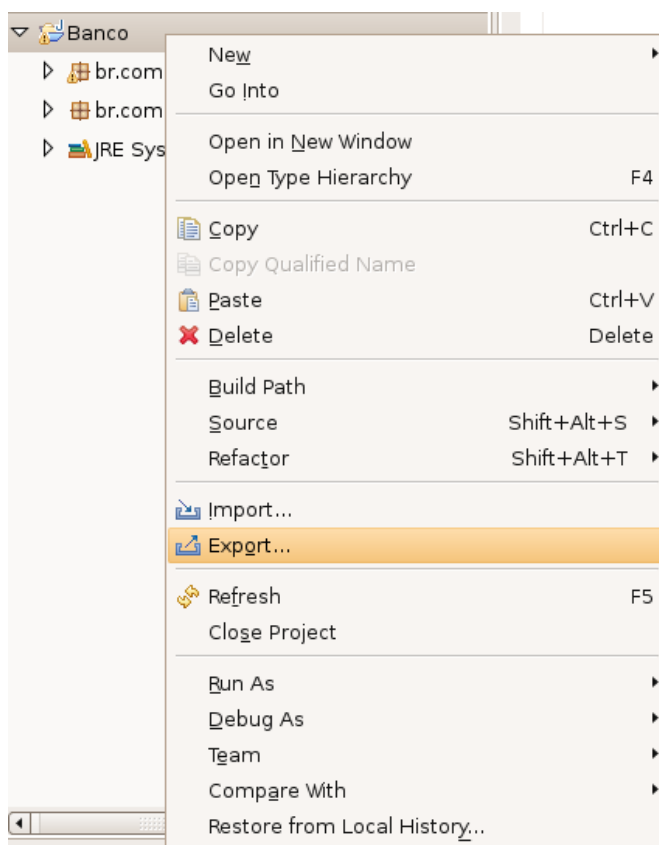 Banco
br.com
br.com
JRE Sys
New
Go Into
Open in New Window
Open Type Hierarchy F4
Copy Ctrl+C
Copy Qualified Name
Paste Ctrl+V
Delete Delete
Build Path
Source Shift+Alt+S
Refactor Shift+Alt+T
Import...
Export...
Refresh F5
Close Project
Run As
Debug As
Team
Compare With
Restore from Local History...